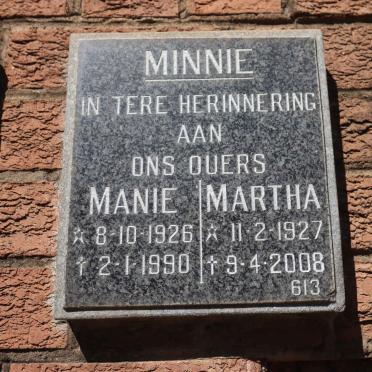 MINNIE
IN TERE HERINNERING
AAN
ONS OUERS
MANIE MARTHA
☆ 8-10-1926 ☆ 11-2-1927
† 2-1-1990 † 9-4-2008
613